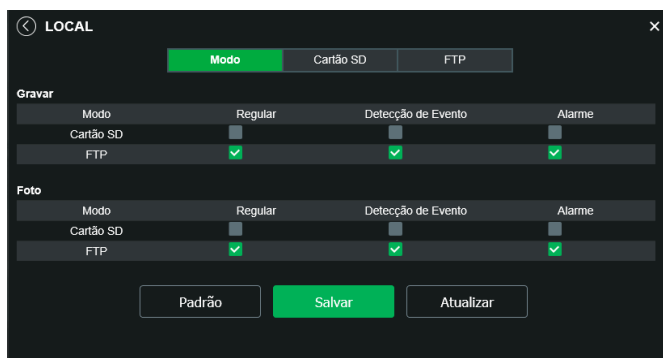 LOCAL
Modo Cartão SD FTP
Gravar
Modo Regular Detecção de Evento Alarme
Cartão SD
FTP
Foto
Modo Regular Detecção de Evento Alarme
Cartão SD
FTP
Padrão Salvar Atualizar